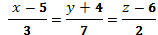 x − 5 / 3 = y + 4 / 7 = z − 6 / 2